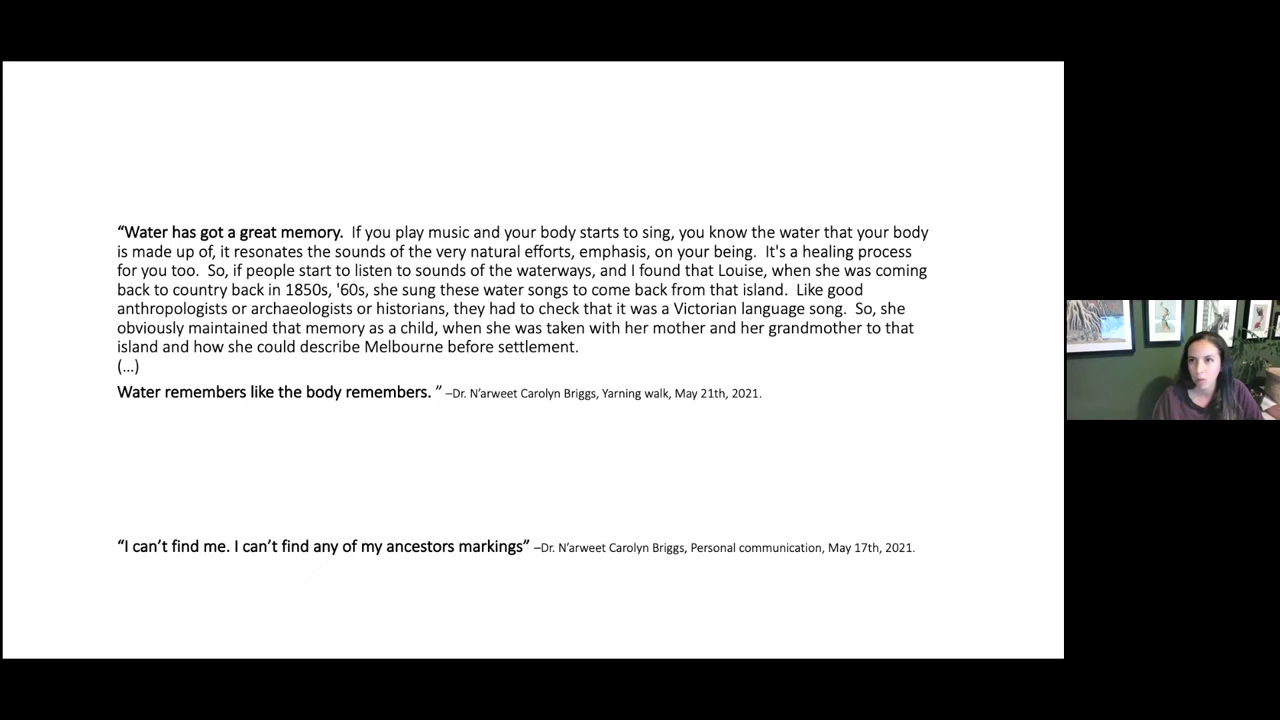 “Water has got a great memory.  If you play music and your body starts to sing, you know the water that your body
is made up of, it resonates the sounds of the very natural efforts, emphasis, on your being.  It's a healing process
for you too.  So, if people start to listen to sounds of the waterways, and I found that Louise, when she was coming
back to country back in 1850s, '60s, she sung these water songs to come back from that island.  Like good
anthropologists or archaeologists or historians, they had to check that it was a Victorian language song.  So, she
obviously maintained that memory as a child, when she was taken with her mother and her grandmother to that
island and how she could describe Melbourne before settlement.
(…)
Water remembers like the body remembers. ” –Dr. N’arweet Carolyn Briggs, Yarning walk, May 21th, 2021.
“I can’t find me. I can’t find any of my ancestors markings” –Dr. N’arweet Carolyn Briggs, Personal communication, May 17th, 2021.